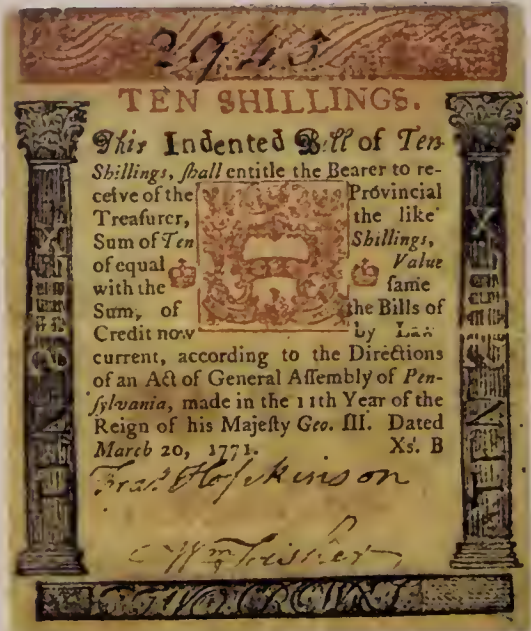 2945
TEN SHILLINGS.
This Indented Bill of Ten
Shillings, ſhall entitle the Bearer to re-
ceive of the Provincial
Treaſurer, the like
Sum of Ten Shillings,
of equal Value
with the ſame
Sum, of the Bills of
Credit now by Law
current, according to the Directions
of an Act of General Aſſembly of Pen-
ſylvania, made in the 11th Year of the
Reign of his Majeſty Geo. III. Dated
March 20, 1771. Xs. B
Fras. Hopkinson
Wm Fisher